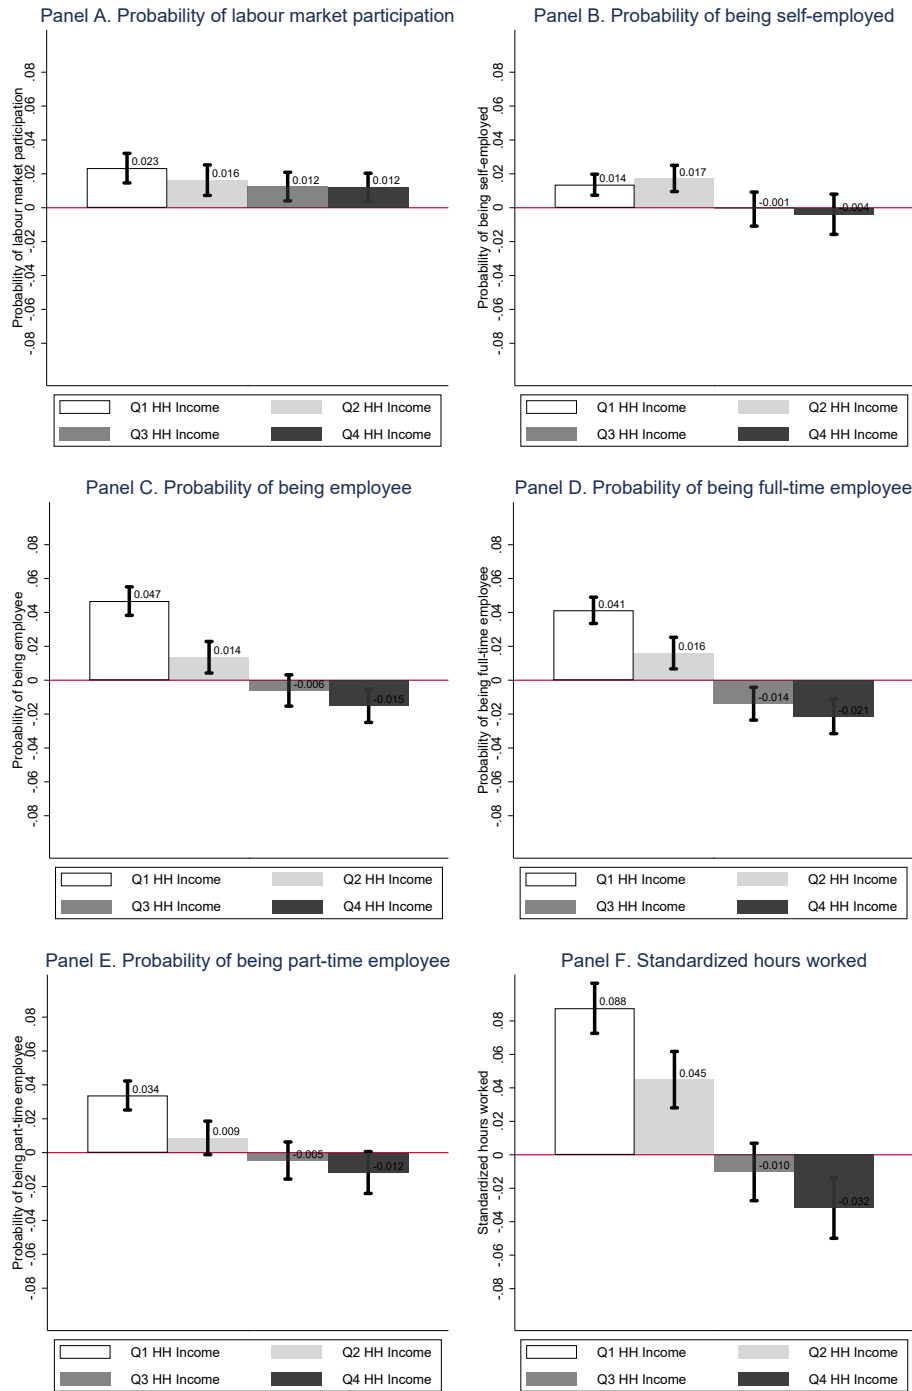 Panel A. Probability of labour market participation
Probability of labour market participation
.08
.06
.04
.02
0
-.02
-.04
-.06
-.08
0.023
0.016
0.012
0.012
Q1 HH Income
Q2 HH Income
Q3 HH Income
Q4 HH Income
Panel B. Probability of being self-employed
Probability of being self-employed
.08
.06
.04
.02
0
-.02
-.04
-.06
-.08
0.014
0.017
-0.001
-0.004
Q1 HH Income
Q2 HH Income
Q3 HH Income
Q4 HH Income
Panel C. Probability of being employee
Probability of being employee
.08
.06
.04
.02
0
-.02
-.04
-.06
-.08
0.047
0.014
-0.006
-0.015
Q1 HH Income
Q2 HH Income
Q3 HH Income
Q4 HH Income
Panel D. Probability of being full-time employee
Probability of being full-time employee
.08
.06
.04
.02
0
-.02
-.04
-.06
-.08
0.041
0.016
-0.014
-0.021
Q1 HH Income
Q2 HH Income
Q3 HH Income
Q4 HH Income
Panel E. Probability of being part-time employee
Probability of being part-time employee
.08
.06
.04
.02
0
-.02
-.04
-.06
-.08
0.034
0.009
-0.005
-0.012
Q1 HH Income
Q2 HH Income
Q3 HH Income
Q4 HH Income
Panel F. Standardized hours worked
Standardized hours worked
.08
.06
.04
.02
0
-.02
-.04
-.06
-.08
0.088
0.045
-0.010
-0.032
Q1 HH Income
Q2 HH Income
Q3 HH Income
Q4 HH Income